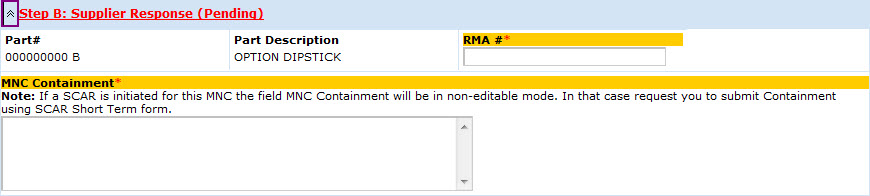 Step B: Supplier Response (Pending)
Part# Part Description RMA #*
000000000 B OPTION DIPSTICK
MNC Containment*
Note: If a SCAR is initiated for this MNC the field MNC Containment will be in non-editable mode. In that case request you to submit Containment
using SCAR Short Term form.